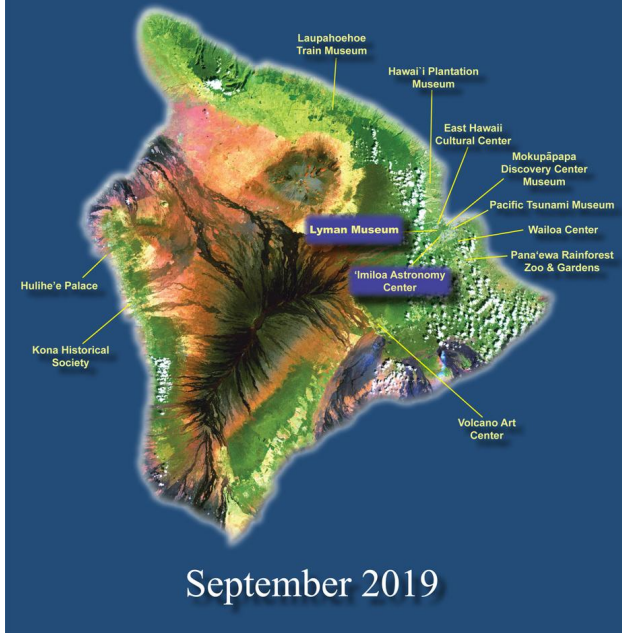 Laupahoehoe
Train Museum
Hawai`i Plantation
Museum
East Hawaii
Cultural Center
Mokupāpapa
Discovery Center
Museum
Pacific Tsunami Museum
Lyman Museum
Wailoa Center
Pana'ewa Rainforest
Zoo & Gardens
'Imiloa Astronomy
Center
Hulihe'e Palace
Kona Historical
Society
Volcano Art
Center
September 2019